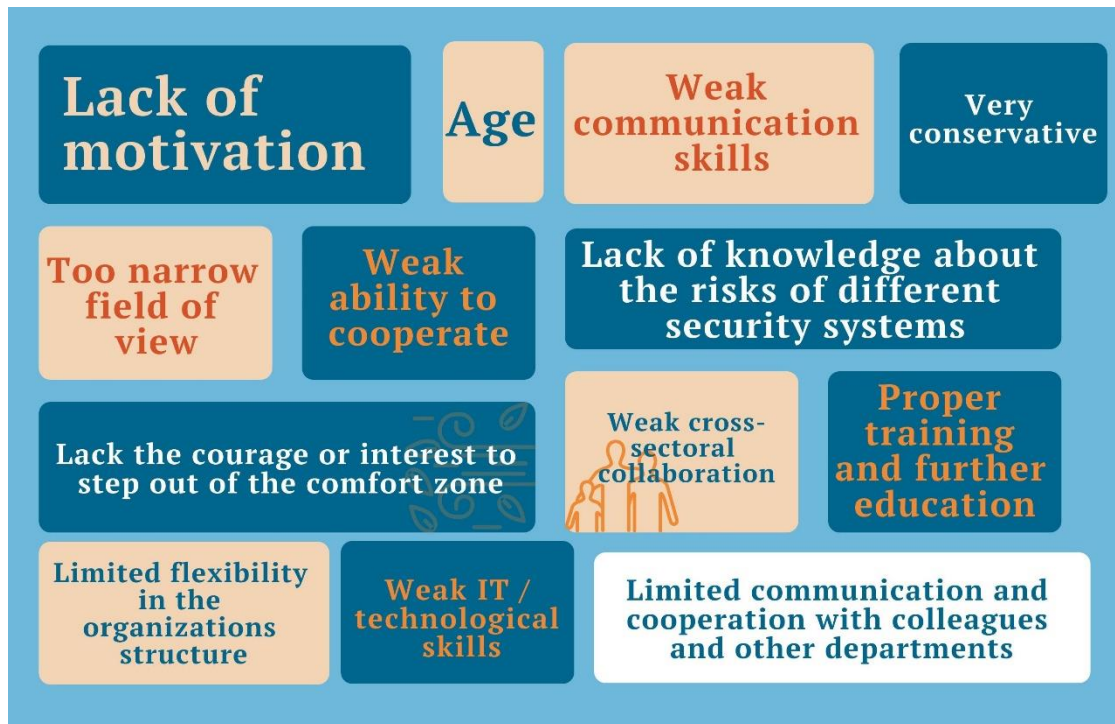 Lack of
motivation
Age
Weak
communication
skills
Very
conservative
Too narrow
field of
view
Weak
ability to
cooperate
Lack of knowledge about
the risks of different
security systems
Lack the courage or interest to
step out of the comfort zone
Weak cross-
sectoral
collaboration
Proper
training
and further
education
Limited flexibility
in the
organizations
structure
Weak IT /
technological
skills
Limited communication and
cooperation with colleagues
and other departments